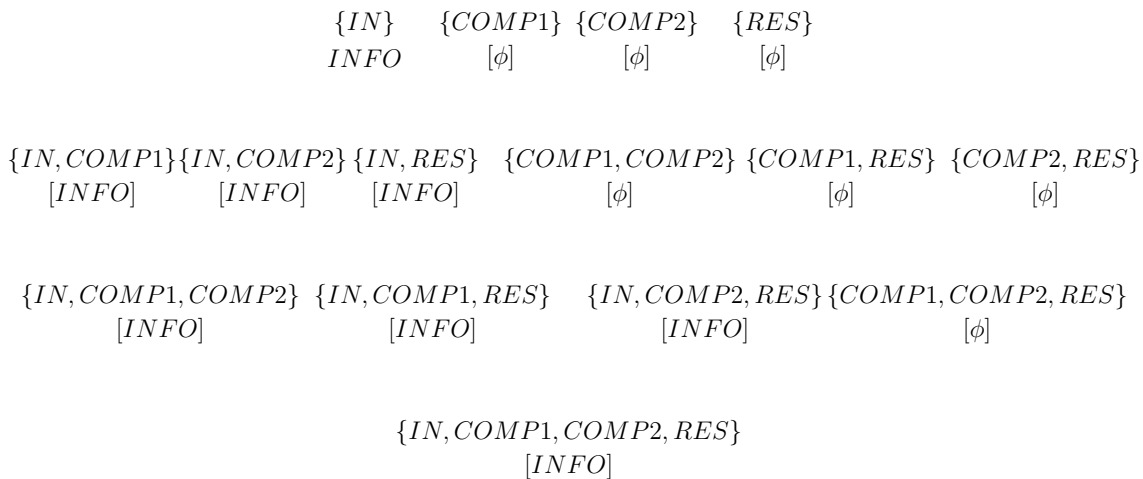 {IN} {COMP1} {COMP2} {RES}
INFO [ϕ] [ϕ] [ϕ]
{IN, COMP1} {IN, COMP2} {IN, RES} {COMP1, COMP2} {COMP1, RES} {COMP2, RES}
[INFO] [INFO] [INFO] [ϕ] [ϕ] [ϕ]
{IN, COMP1, COMP2} {IN, COMP1, RES} {IN, COMP2, RES} {COMP1, COMP2, RES}
[INFO] [INFO] [INFO] [ϕ]
{IN, COMP1, COMP2, RES}
[INFO]